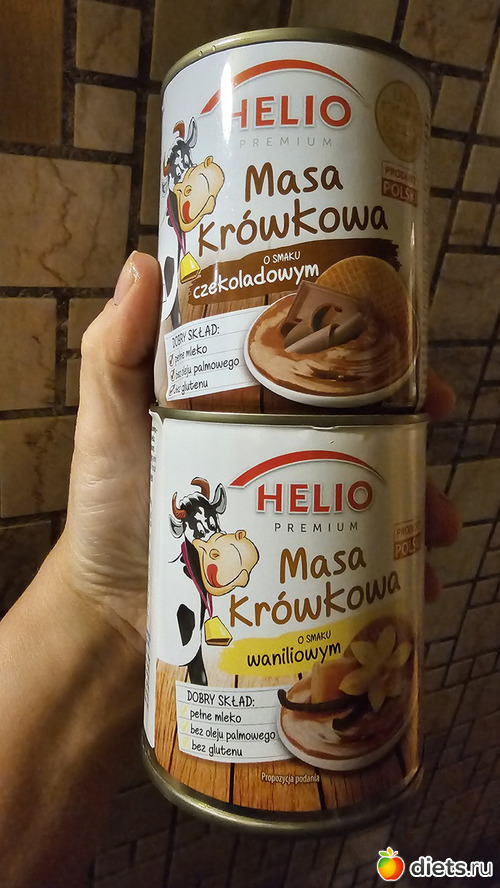 HELIO
PREMIUM
Masa
Krówkowa
O SMAKU
czekoladowym
DOBRY SKŁAD:
pełne mleko
bez oleju palmowego
bez glutenu
HELIO
PREMIUM
Masa
Krówkowa
O SMAKU
waniliowym
DOBRY SKŁAD:
pełne mleko
bez oleju palmowego
bez glutenu
Propozycja podania
diets.ru